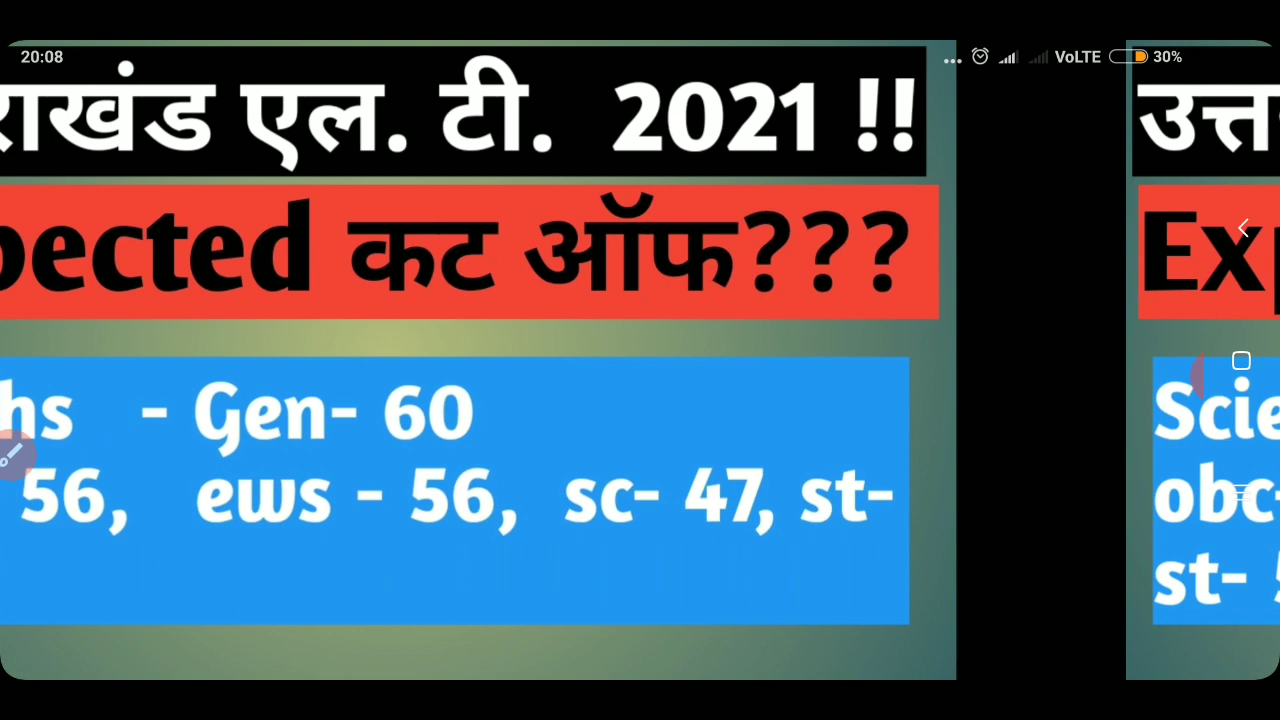 20:08
VoLTE 30%
राखंड एल. टी. 2021 !!
pected कट ऑफ???
hs - Gen- 60
56, ews - 56, sc- 47, st-
उत्त
Exp
Scie
obc-
st- 5